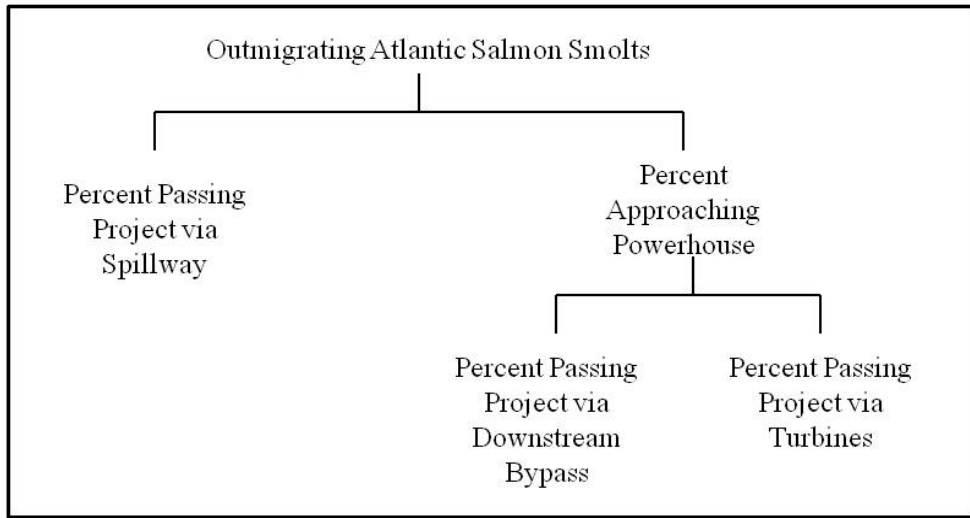 Outmigrating Atlantic Salmon Smolts
Percent Passing
Project via
Spillway
Percent
Approaching
Powerhouse
Percent Passing
Project via
Downstream
Bypass
Percent Passing
Project via
Turbines